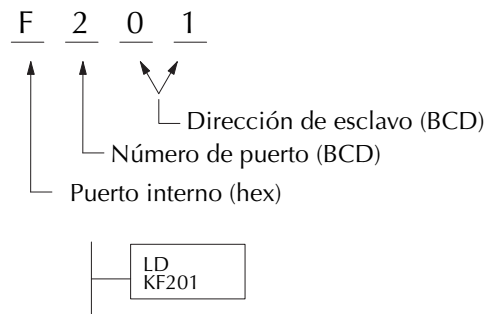 F 2 0 1
Dirección de esclavo (BCD)
Número de puerto (BCD)
Puerto interno (hex)
LD
KF201